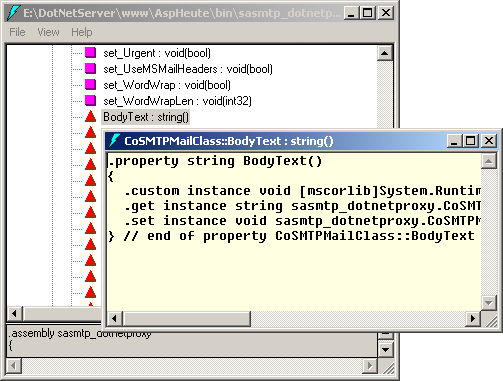 E:\DotNetServer\www\AspHeute\bin\sasmtp_dotnetp...
File View Help
set_Urgent : void(bool)
set_UseMSMailHeaders : void(bool)
set_WordWrap : void(bool)
set_WordWrapLen : void(int32)
BodyText : string()
CoSMTPMailClass::BodyText : string()
.property string BodyText()
{
.custom instance void [mscorlib]System.Runtim
.get instance string sasmtp_dotnetproxy.CoSMT
.set instance void sasmtp_dotnetproxy.CoSMTPM
} // end of property CoSMTPMailClass::BodyText
.assembly sasmtp_dotnetproxy
{